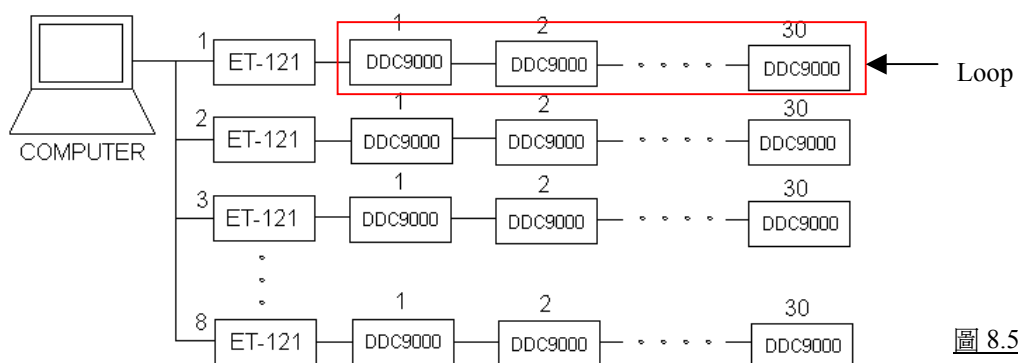 1 2 30
1 ET-121 DDC9000 DDC9000 DDC9000 Loop
1 2 30
2 ET-121 DDC9000 DDC9000 DDC9000
COMPUTER
1 2 30
3 ET-121 DDC9000 DDC9000 DDC9000
1 2 30
8 ET-121 DDC9000 DDC9000 DDC9000
圖 8.5